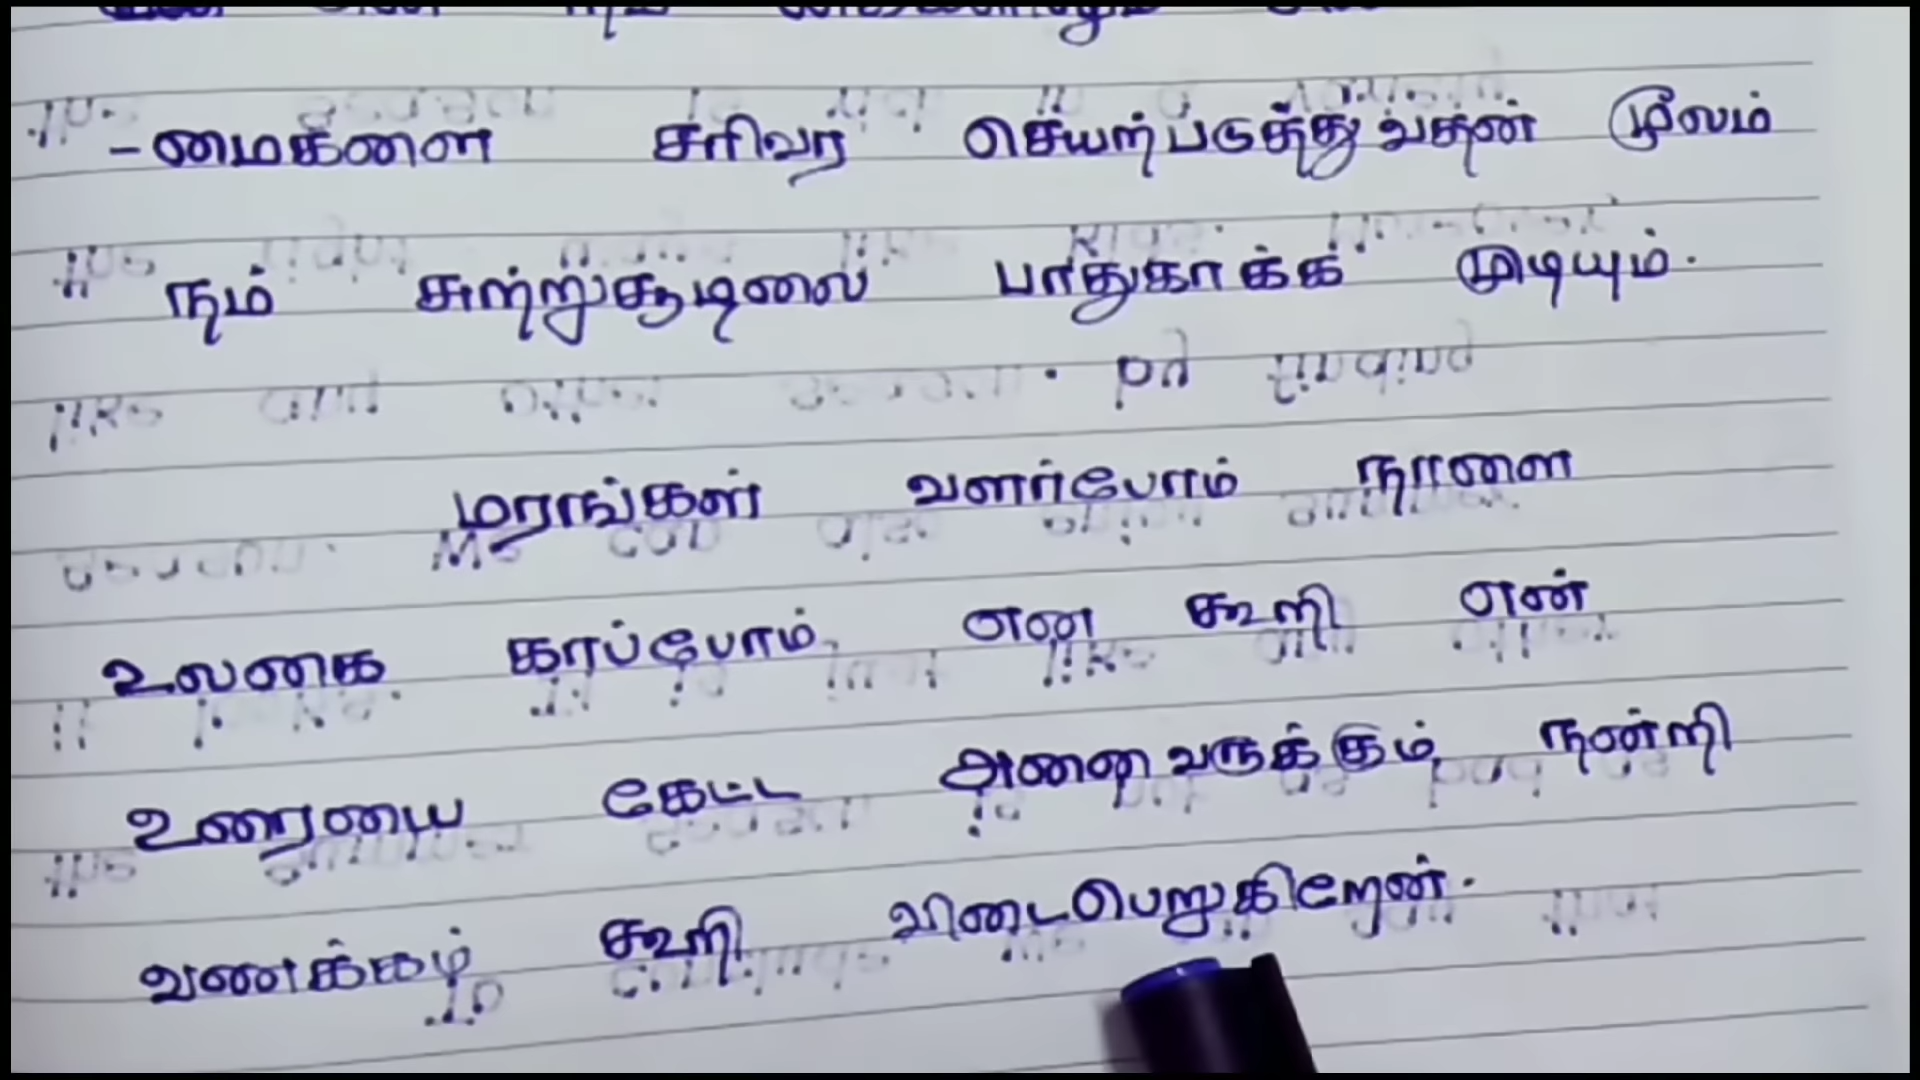 -மைகளை சரிவர செயற்படுத்துவதன் மூலம்
நம் சுற்றுசூழலை பாதுகாக்க முடியும்.
மரங்கள் வளர்போம் நாளை
உலகை காப்போம் என கூறி என்
உரையை கேட்ட அனைவருக்கும் நன்றி
வணக்கம் கூறி விடைபெறுகிறேன்.